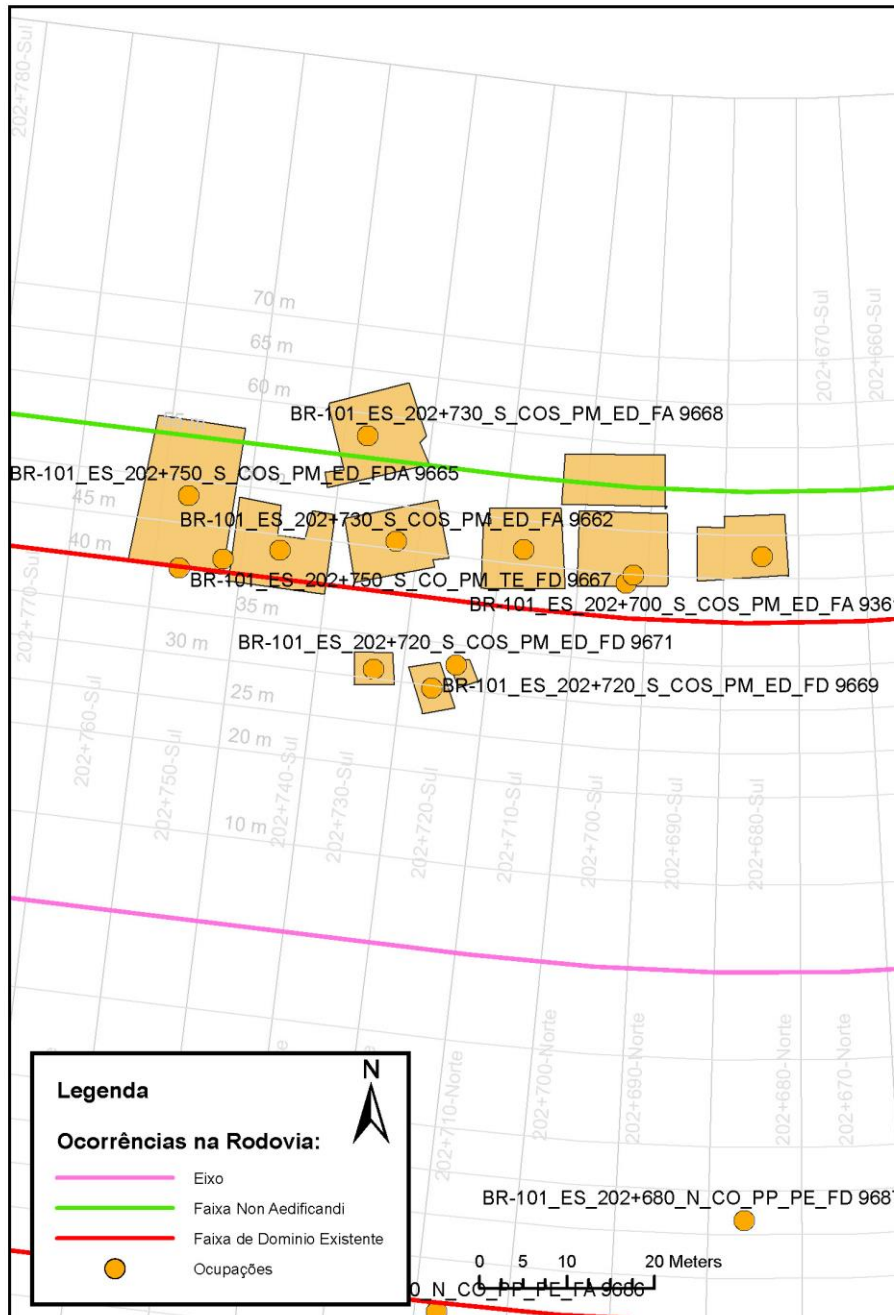 202+780-Sul
70 m
65 m
60 m
202+670-Sul
202+660-Sul
BR-101_ES_202+730_S_COS_PM_ED_FA 9668
55 m
BR-101_ES_202+750_S_COS_PM_ED_FDA 9665
45 m
BR-101_ES_202+730_S_COS_PM_ED_FA 9662
40 m
BR-101_ES_202+750_S_CO_PM_TE_FD 9667
BR-101_ES_202+700_S_COS_PM_ED_FA 936
35 m
202+770-Sul
30 m
BR-101_ES_202+720_S_COS_PM_ED_FD 9671
25 m
BR-101_ES_202+720_S_COS_PM_ED_FD 9669
20 m
202+760-Sul
202+750-Sul
202+740-Sul
202+730-Sul
202+720-Sul
202+710-Sul
202+700-Sul
202+690-Sul
202+680-Sul
10 m
202+710-Norte
202+700-Norte
202+690-Norte
202+680-Norte
202+670-Norte
N
Legenda
Ocorrências na Rodovia:
Eixo
Faixa Non Aedificandi
Faixa de Dominio Existente
Ocupações
BR-101_ES_202+680_N_CO_PP_PE_FD 968
0 5 10 20 Meters
0_N_CO_PP_PE_FA 9686